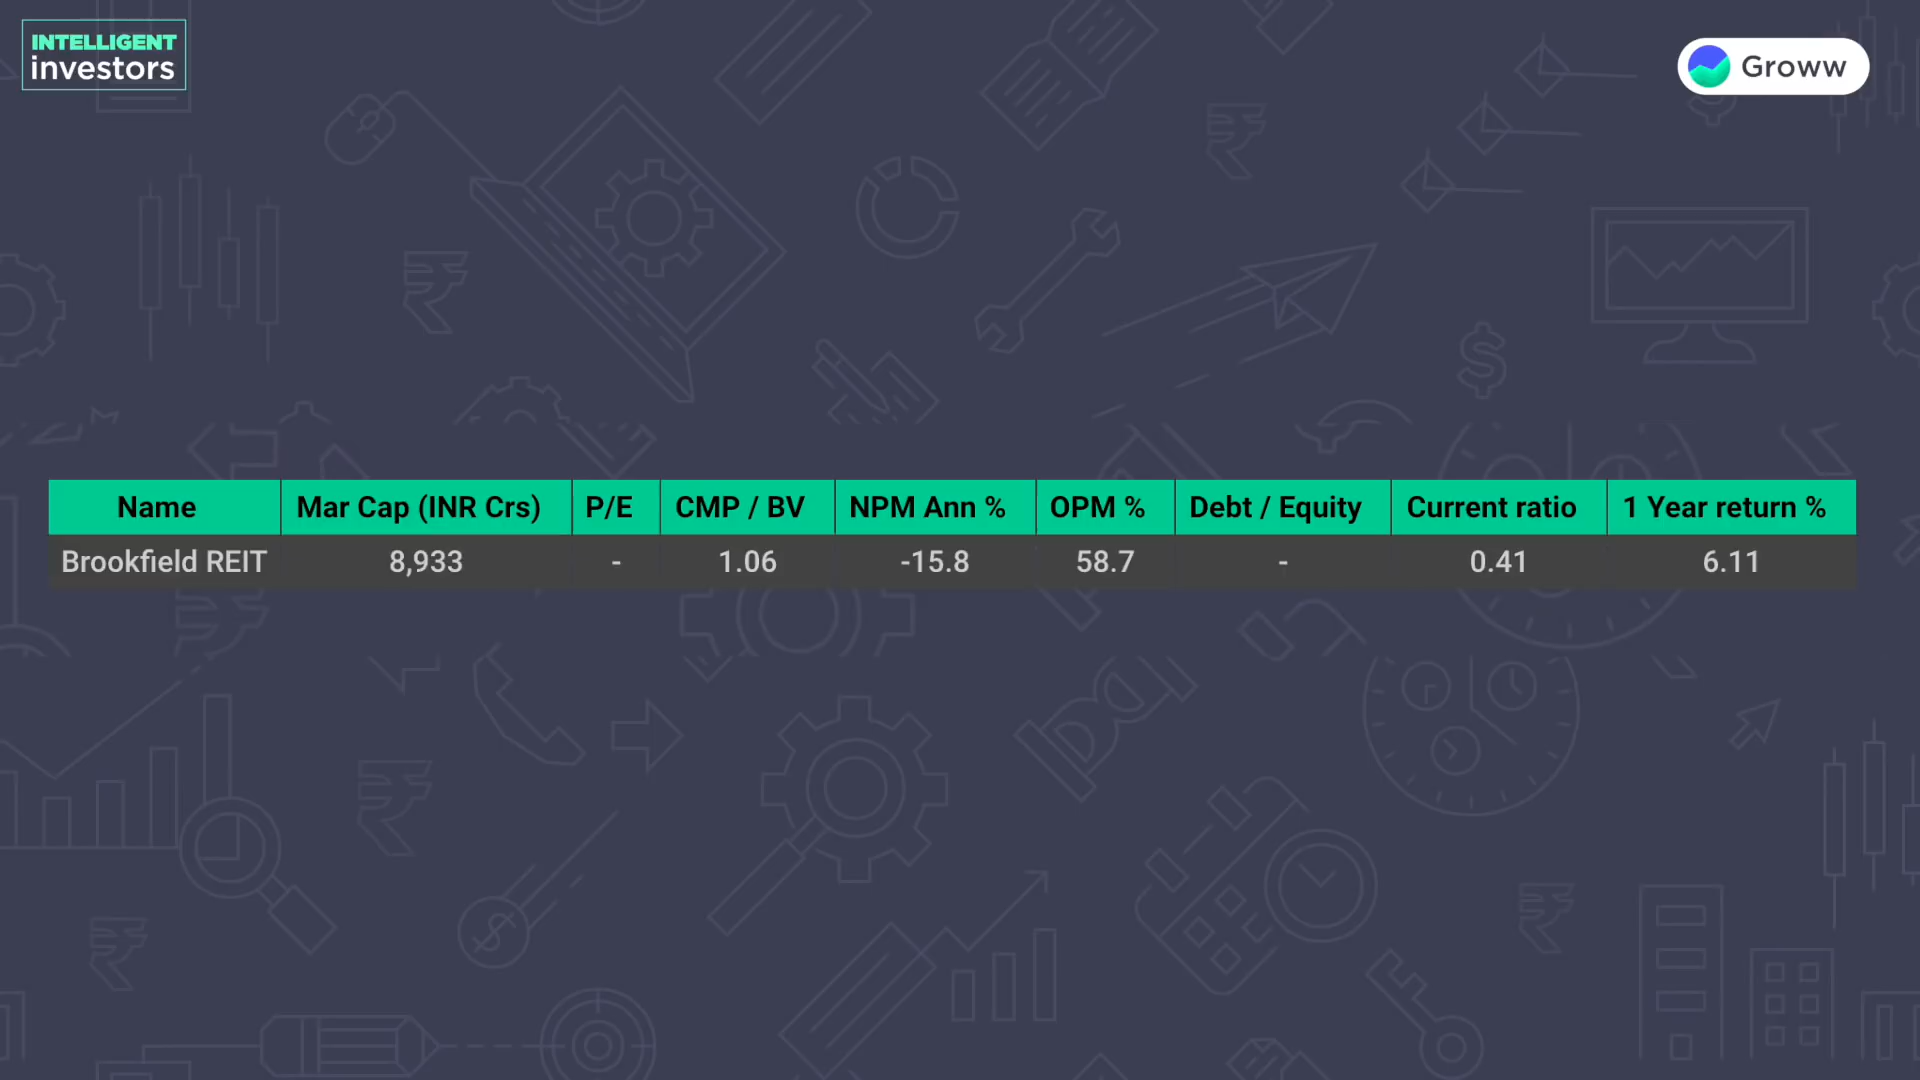 INTELLIGENT
investors
Groww
Name Mar Cap (INR Crs) P/E CMP / BV NPM Ann % OPM % Debt / Equity Current ratio 1 Year return %
Brookfield REIT 8,933 - 1.06 -15.8 58.7 - 0.41 6.11